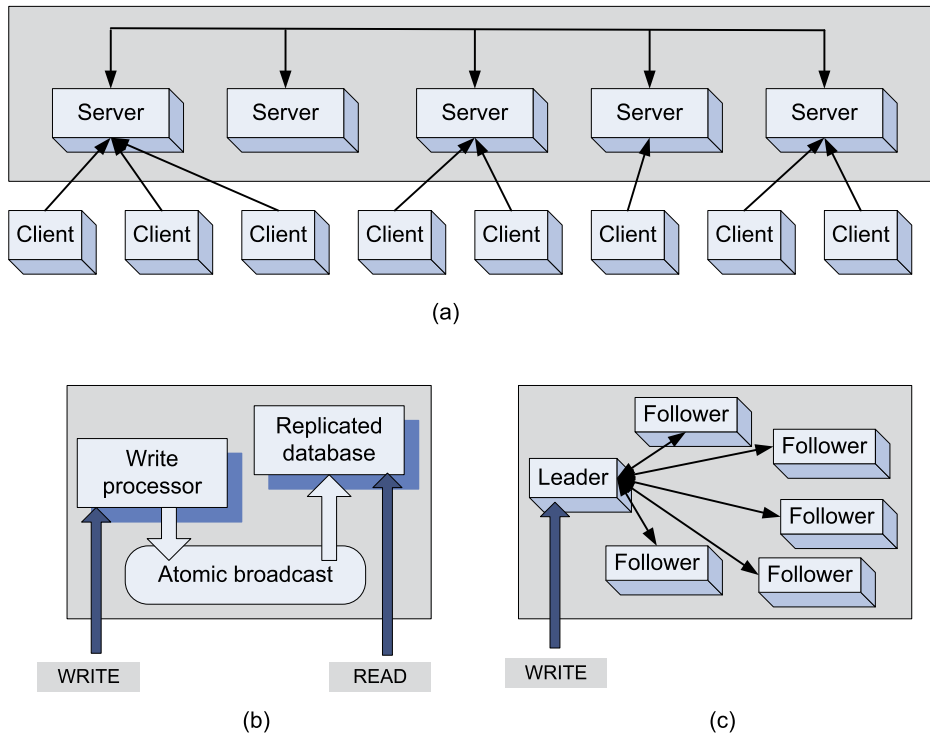 Server Server Server Server Server
Client Client Client Client Client Client Client Client
(a)
Replicated
database
Write
processor
Atomic broadcast
WRITE READ
(b)
Follower
Follower
Leader
Follower
Follower
Follower
WRITE
(c)